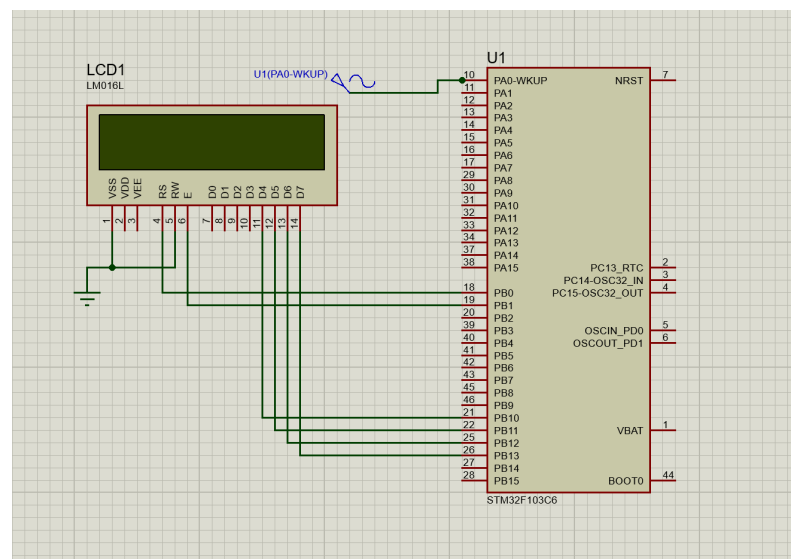 LCD1
LM016L
VSS
VDD
VEE
RS
RW
E
D0
D1
D2
D3
D4
D5
D6
D7
1
2
3
4
5
6
7
8
9
10
11
12
13
14
U1(PA0-WKUP)
U1
10 PA0-WKUP NRST 7
11 PA1
12 PA2
13 PA3
14 PA4
15 PA5
16 PA6
17 PA7
29 PA8
30 PA9
31 PA10
32 PA11
33 PA12
34 PA13
37 PA14
38 PA15 PC13_RTC 2
PC14-OSC32_IN 3
18 PB0 PC15-OSC32_OUT 4
19 PB1
20 PB2
39 PB3 OSCIN_PD0 5
40 PB4 OSCOUT_PD1 6
41 PB5
42 PB6
43 PB7
45 PB8
46 PB9
21 PB10
22 PB11 VBAT 1
25 PB12
26 PB13
27 PB14
28 PB15 BOOT0 44
STM32F103C6